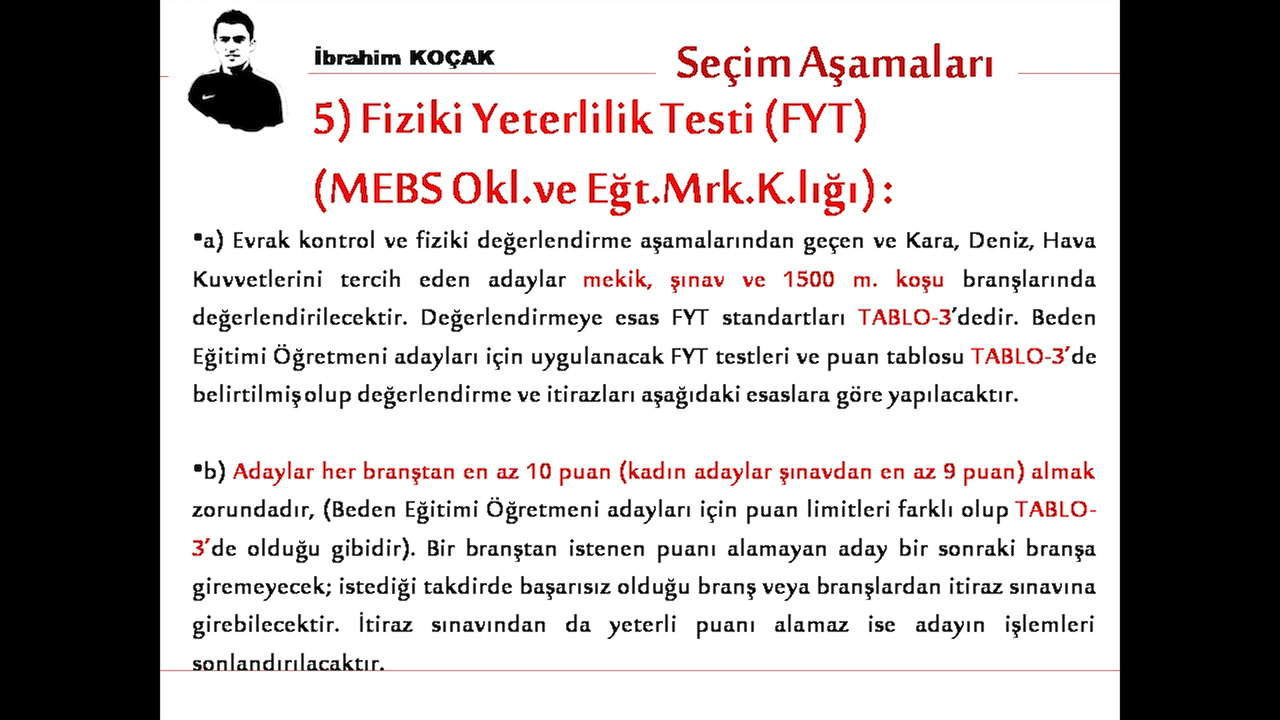 İbrahim KOÇAK
Seçim Aşamaları
5) Fiziki Yeterlilik Testi (FYT)
(MEBS Okl.ve Eğt.Mrk.K.lığı) :
▪a) Evrak kontrol ve fiziki değerlendirme aşamalarından geçen ve Kara, Deniz, Hava
Kuvvetlerini tercih eden adaylar mekik, şınav ve 1500 m. koşu branşlarında
değerlendirilecektir. Değerlendirmeye esas FYT standartları TABLO-3'dedir. Beden
Eğitimi Öğretmeni adayları için uygulanacak FYT testleri ve puan tablosu TABLO-3'de
belirtilmiş olup değerlendirme ve itirazları aşağıdaki esaslara göre yapılacaktır.
▪b) Adaylar her branştan en az 10 puan (kadın adaylar şınavdan en az 9 puan) almak
zorundadır, (Beden Eğitimi Öğretmeni adayları için puan limitleri farklı olup TABLO-
3'de olduğu gibidir). Bir branştan istenen puanı alamayan aday bir sonraki branşa
giremeyecek; istediği takdirde başarısız olduğu branş veya branşlardan itiraz sınavına
girebilecektir. İtiraz sınavından da yeterli puanı alamaz ise adayın işlemleri
sonlandırılacaktır.